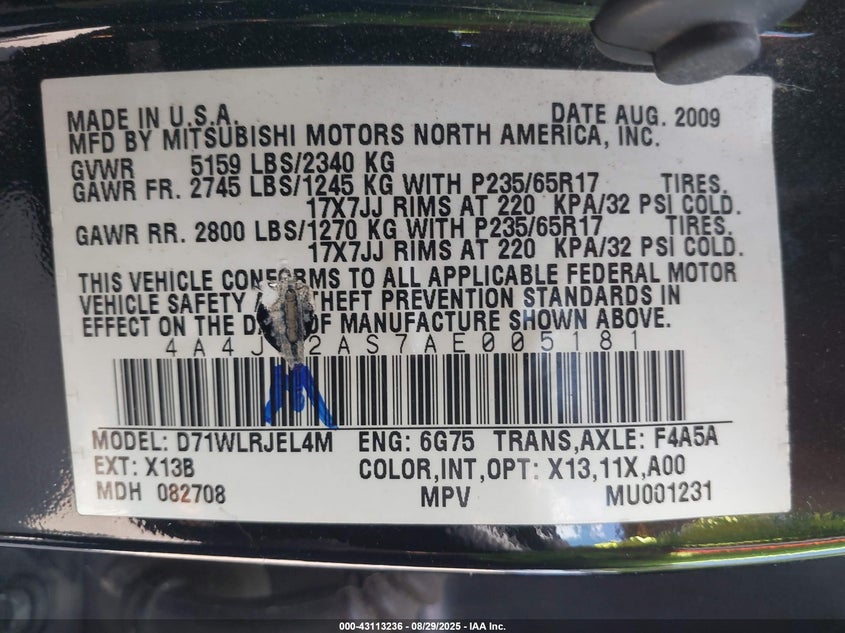 MADE IN U.S.A. DATE AUG. 2009
MFD BY MITSUBISHI MOTORS NORTH AMERICA, INC.
GVWR 5159 LBS/2340 KG
GAWR FR. 2745 LBS/1245 KG WITH P235/65R17 TIRES.
17X7JJ RIMS AT 220 KPA/32 PSI COLD.
GAWR RR. 2800 LBS/1270 KG WITH P235/65R17 TIRES.
17X7JJ RIMS AT 220 KPA/32 PSI COLD.
THIS VEHICLE CONFORMS TO ALL APPLICABLE FEDERAL MOTOR
VEHICLE SAFETY THEFT PREVENTION STANDARDS IN
EFFECT ON THE OF MANUFACTURE SHOWN ABOVE.
4A4J 2AS7AE005181
MODEL: D71WLRJEL4M ENG: 6G75 TRANS,AXLE: F4A5A
EXT: X13B COLOR,INT,OPT: X13,11X,A00
MDH 082708 MPV MU001231
000-43113236 - 08/29/2025 - IAA Inc.